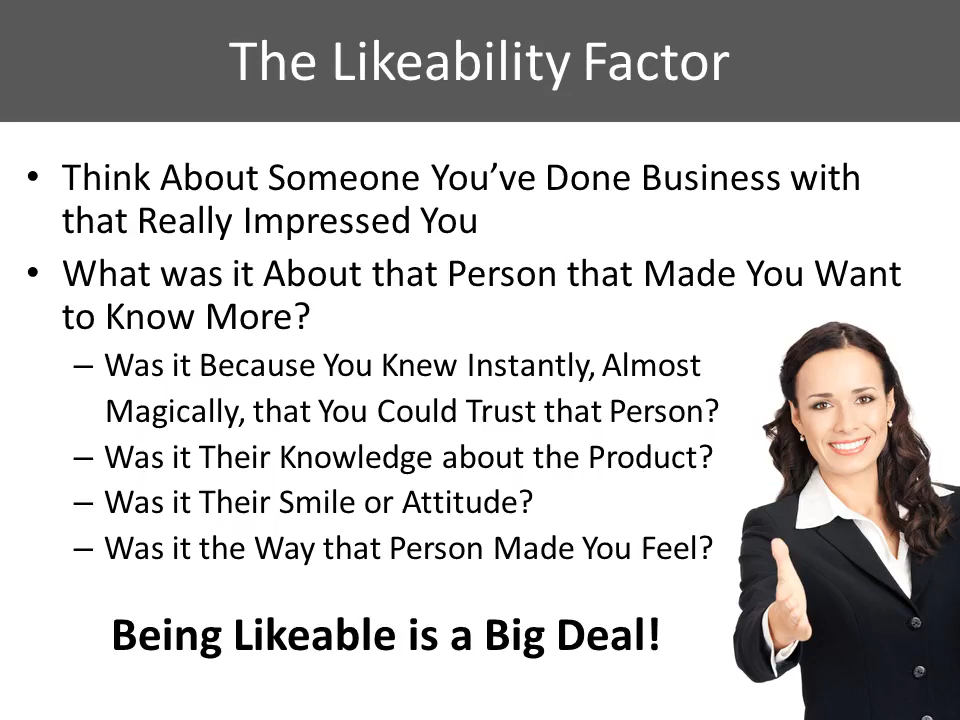 The Likeability Factor
• Think About Someone You’ve Done Business with
that Really Impressed You
• What was it About that Person that Made You Want
to Know More?
– Was it Because You Knew Instantly, Almost
Magically, that You Could Trust that Person?
– Was it Their Knowledge about the Product?
– Was it Their Smile or Attitude?
– Was it the Way that Person Made You Feel?
Being Likeable is a Big Deal!